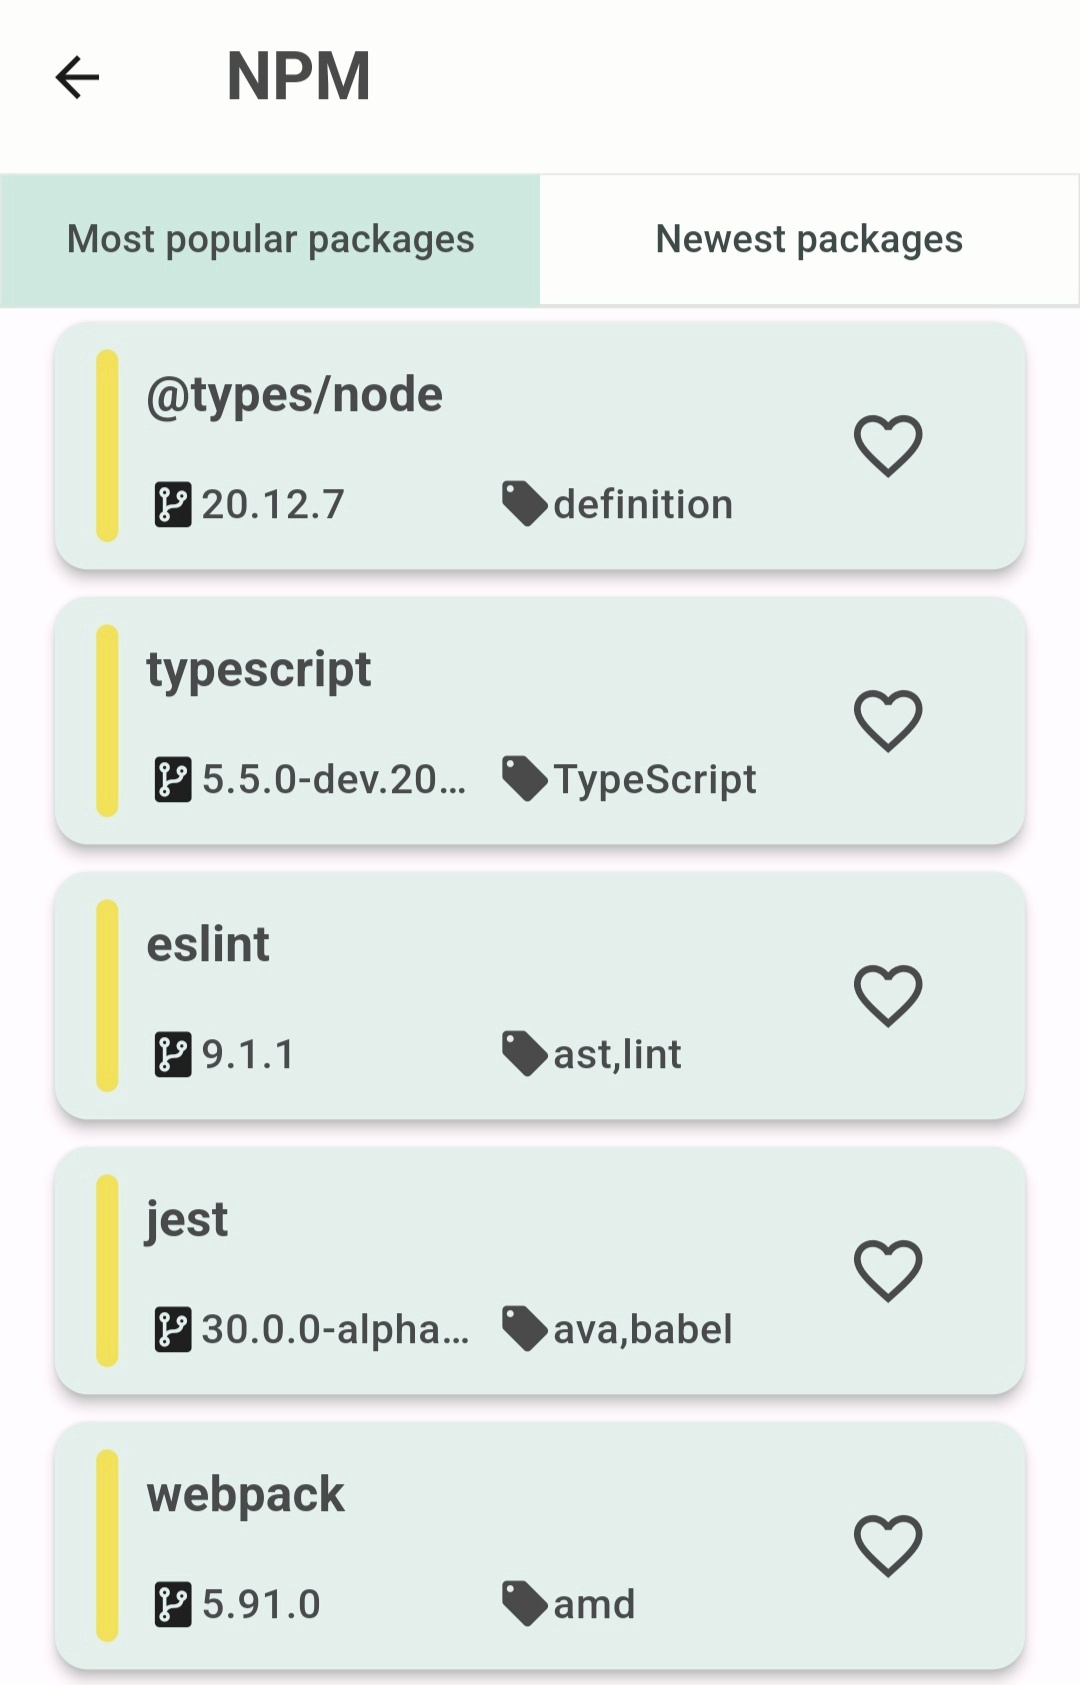 NPM
Most popular packages
Newest packages
@types/node
20.12.7
definition
typescript
5.5.0-dev.20...
TypeScript
eslint
9.1.1
ast,lint
jest
30.0.0-alpha...
ava,babel
webpack
5.91.0
amd